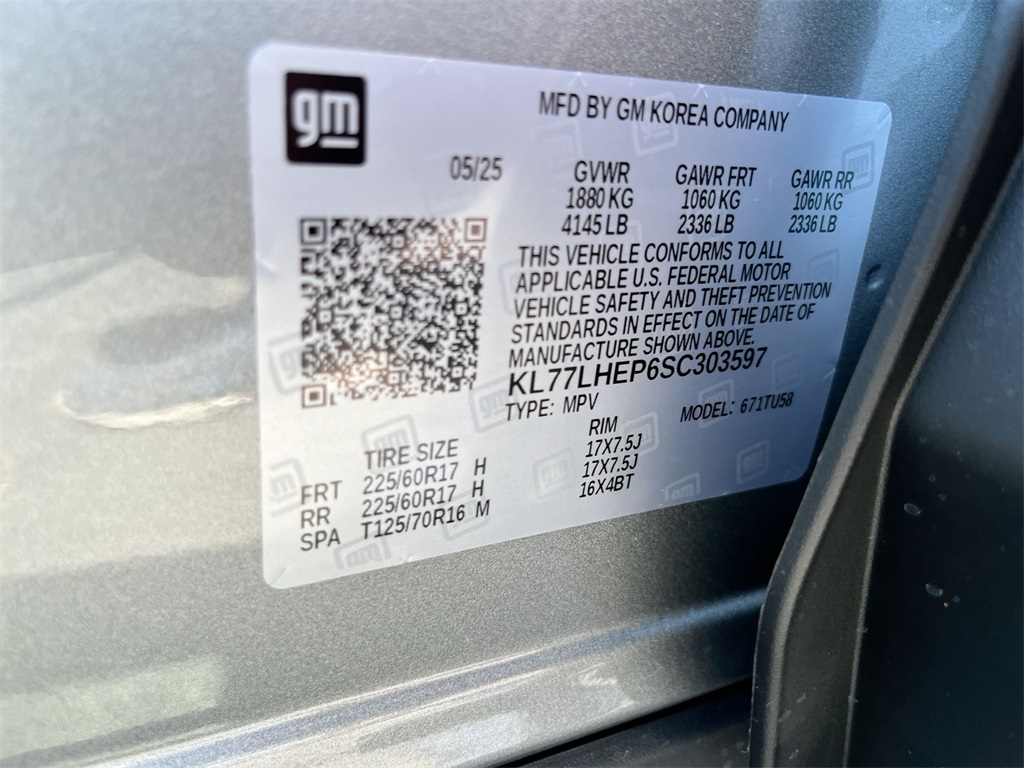 gm
MFD BY GM KOREA COMPANY
05/25
GVWR GAWR FRT GAWR RR
1880 KG 1060 KG 1060 KG
4145 LB 2336 LB 2336 LB
THIS VEHICLE CONFORMS TO ALL
APPLICABLE U.S. FEDERAL MOTOR
VEHICLE SAFETY AND THEFT PREVENTION
STANDARDS IN EFFECT ON THE DATE OF
MANUFACTURE SHOWN ABOVE.
KL77LHEP6SC303597
TYPE: MPV MODEL: 671TU58
TIRE SIZE RIM
FRT 225/60R17 H 17X7.5J
RR 225/60R17 H 17X7.5J
SPA T125/70R16 M 16X4BT